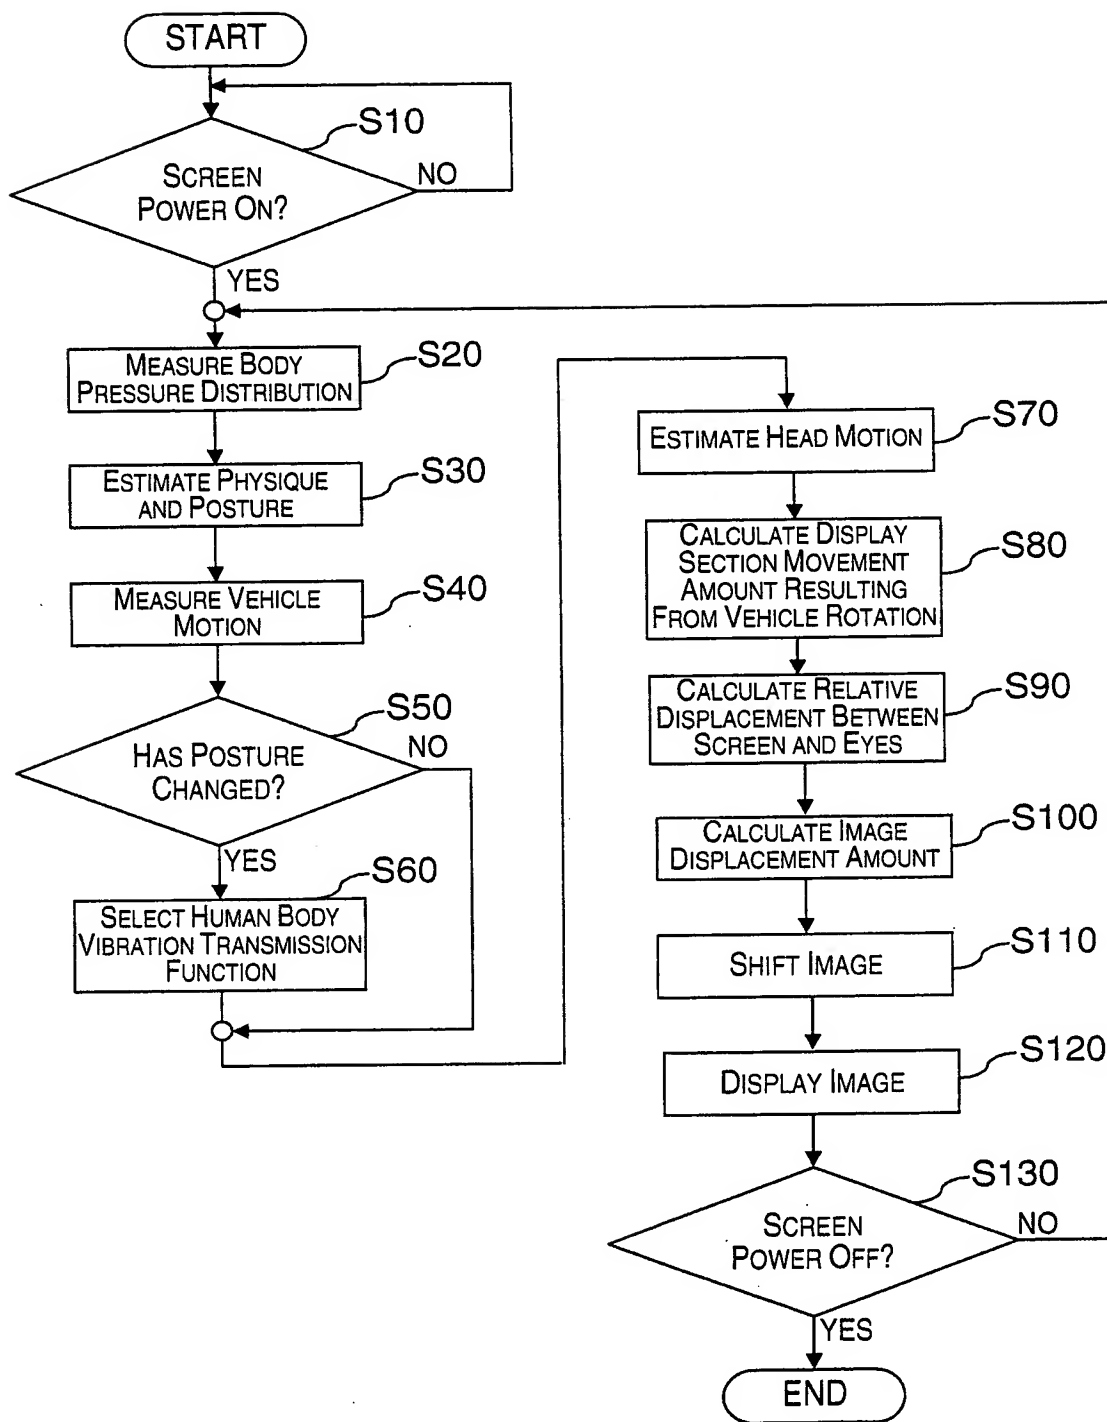 START
S10
SCREEN
POWER ON?
NO
YES
MEASURE BODY
PRESSURE DISTRIBUTION
S20
ESTIMATE PHYSIQUE
AND POSTURE
S30
MEASURE VEHICLE
MOTION
S40
S50
HAS POSTURE
CHANGED?
NO
YES
S60
SELECT HUMAN BODY
VIBRATION TRANSMISSION
FUNCTION
ESTIMATE HEAD MOTION
S70
CALCULATE DISPLAY
SECTION MOVEMENT
AMOUNT RESULTING
FROM VEHICLE ROTATION
S80
CALCULATE RELATIVE
DISPLACEMENT BETWEEN
SCREEN AND EYES
S90
CALCULATE IMAGE
DISPLACEMENT AMOUNT
S100
SHIFT IMAGE
S110
DISPLAY IMAGE
S120
S130
SCREEN
POWER OFF?
NO
YES
END